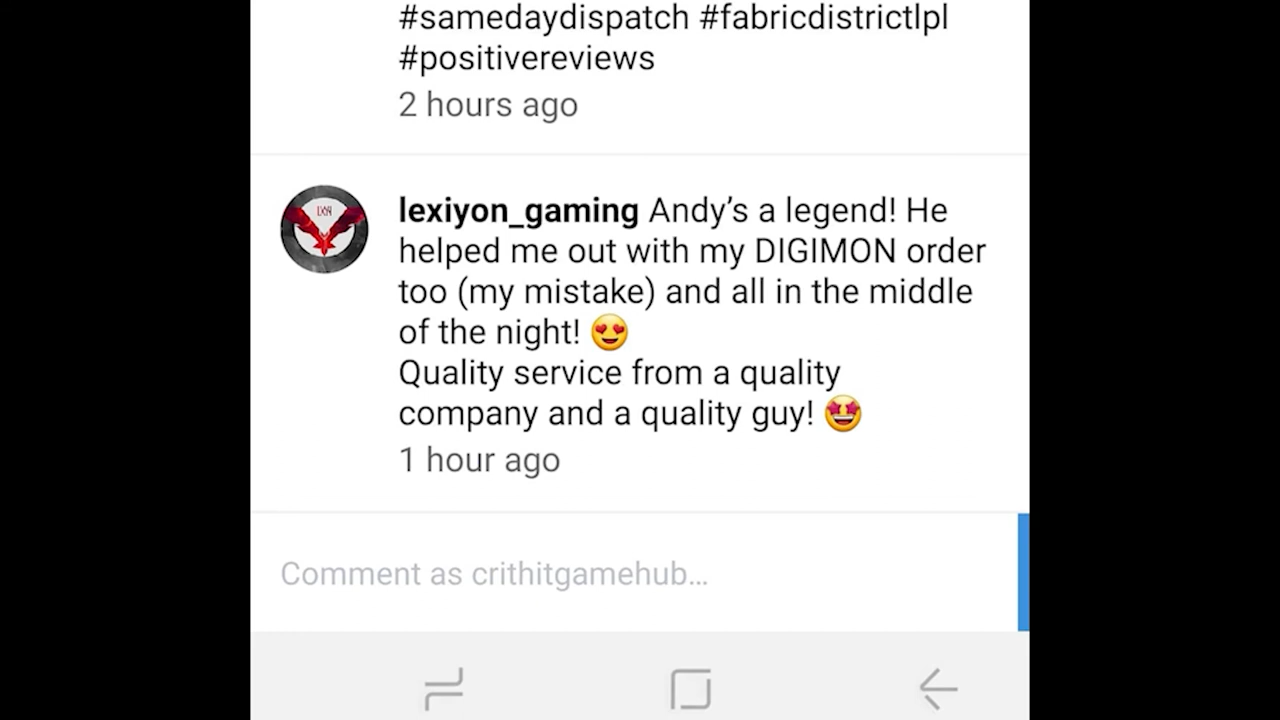 #samedaydispatch #fabricdistrictlpl
#positivereviews
2 hours ago
lexiyon_gaming Andy's a legend! He
helped me out with my DIGIMON order
too (my mistake) and all in the middle
of the night! 😍
Quality service from a quality
company and a quality guy! 🤩
1 hour ago
Comment as crithitgamehub...